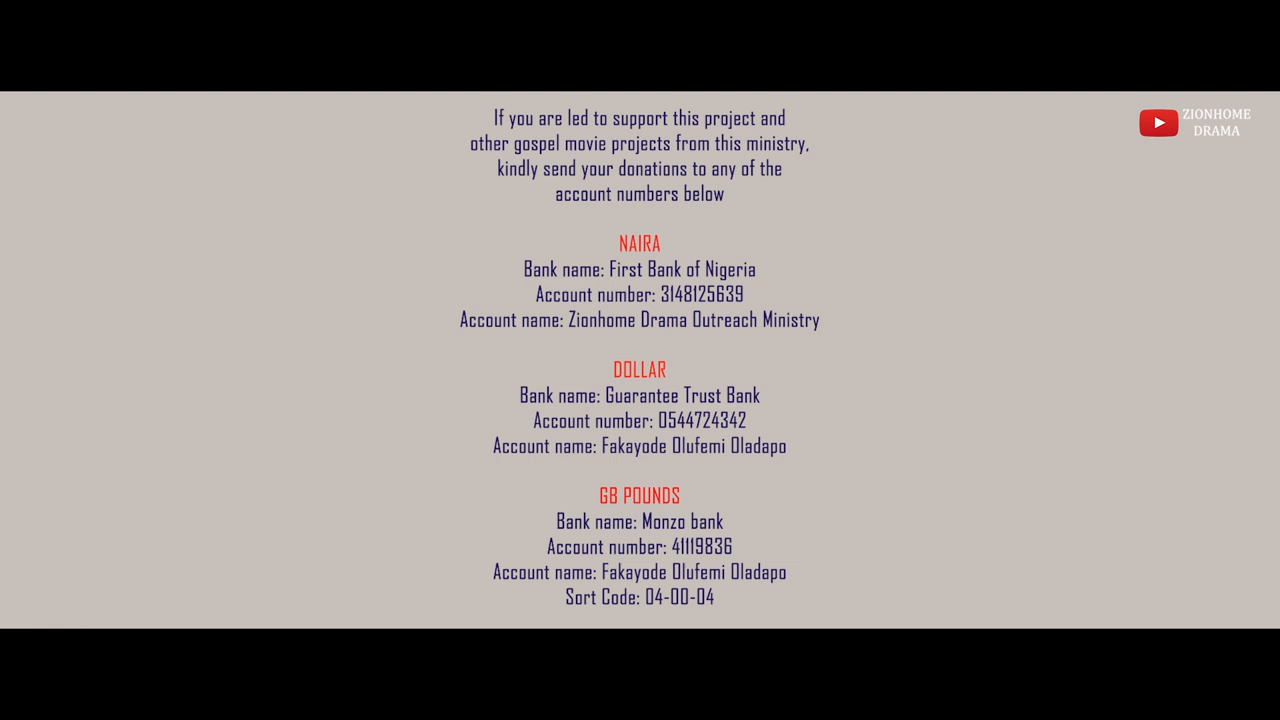 If you are led to support this project and
other gospel movie projects from this ministry,
kindly send your donations to any of the
account numbers below
NAIRA
Bank name: First Bank of Nigeria
Account number: 3148125639
Account name: Zionhome Drama Outreach Ministry
DOLLAR
Bank name: Guarantee Trust Bank
Account number: 0544724342
Account name: Fakayode Olufemi Oladapo
GB POUNDS
Bank name: Monzo bank
Account number: 41119836
Account name: Fakayode Olufemi Oladapo
Sort Code: 04-00-04
ZIONHOME
DRAMA